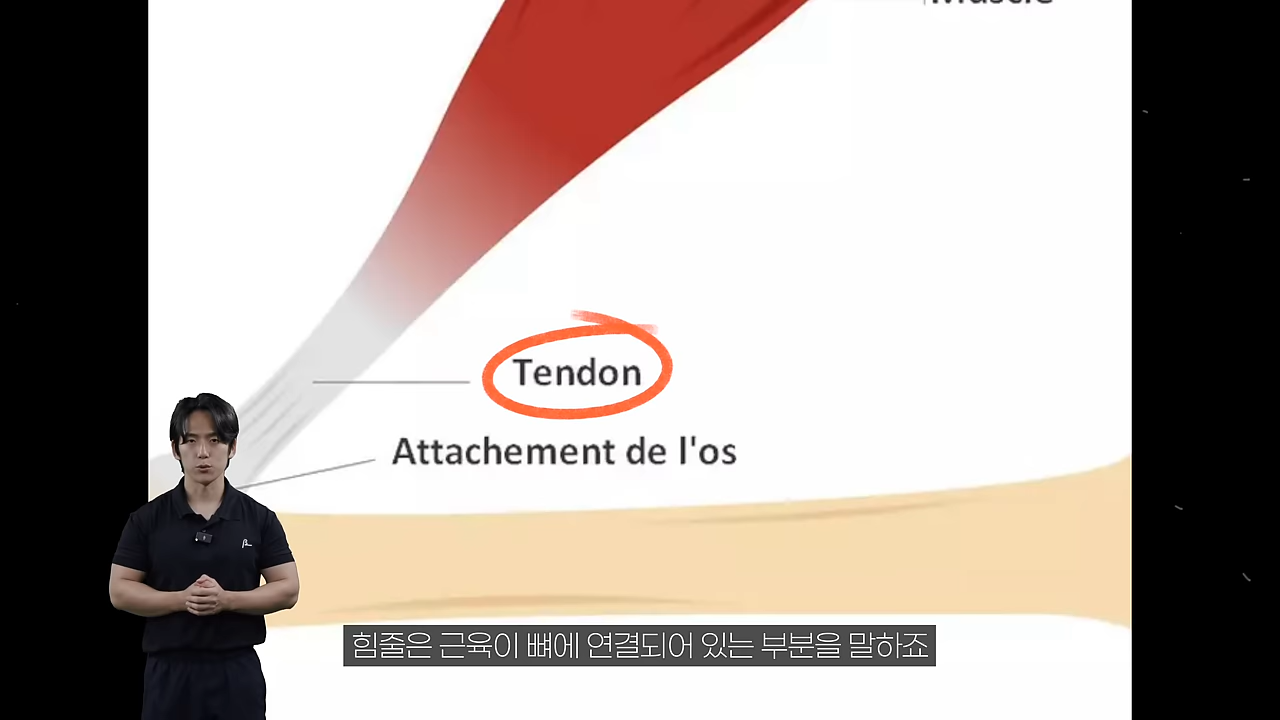 Muscle
Tendon
Attachement de l'os
힘줄은 근육이 뼈에 연결되어 있는 부분을 말하죠